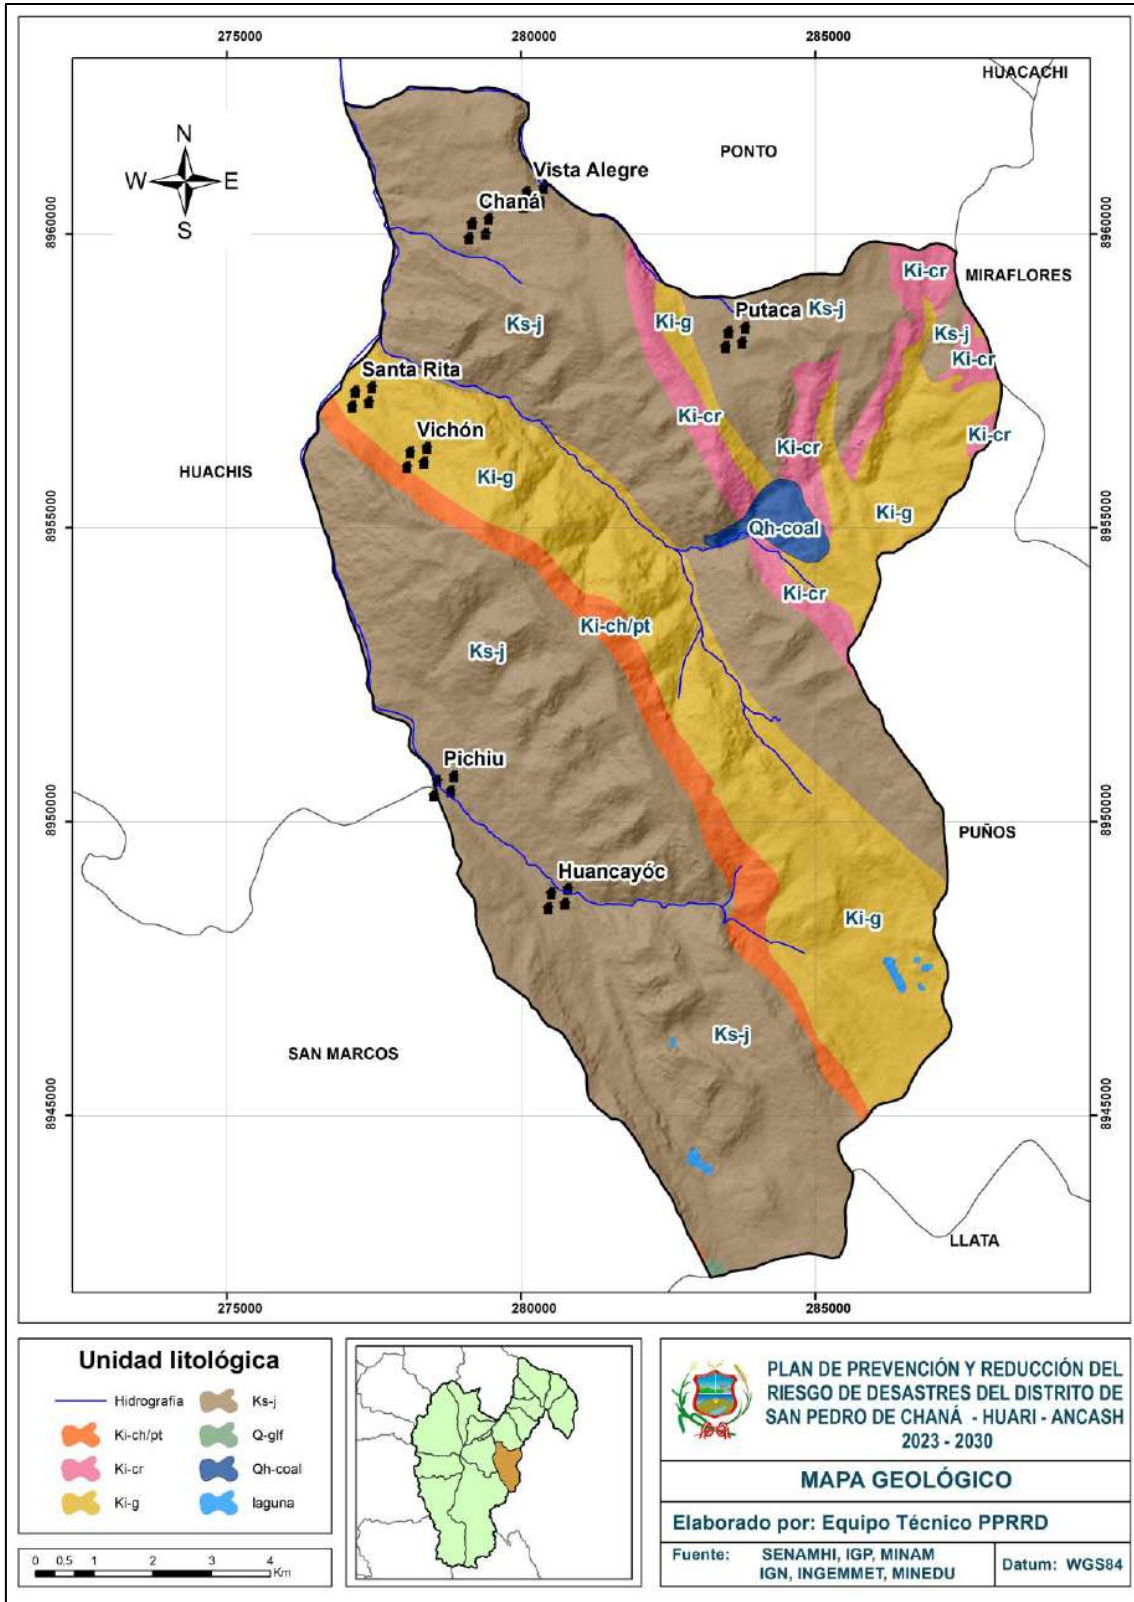 275000
280000
285000
HUACACHI
PONTO
N
W
E
S
Vista Alegre
Chaná
8960000
8960000
MIRAFLORES
Ki-cr
Putaca
Ks-j
Ki-g
Ks-j
Ks-j
Ki-cr
Santa Rita
Ki-cr
Vichón
Ki-cr
Ki-cr
HUACHIS
Ki-g
Ki-g
8955000
Qh-coal
8955000
Ki-cr
Ki-ch/pt
Ks-j
Pichiu
8950000
8950000
PUÑOS
Huancayóc
Ki-g
Ks-j
SAN MARCOS
8945000
8945000
LLATA
275000
280000
285000
Unidad litológica
Hidrografía
Ks-j
Ki-ch/pt
Q-glf
Ki-cr
Qh-coal
Ki-g
laguna
0 0.5 1 2 3 4
Km
PLAN DE PREVENCIÓN Y REDUCCIÓN DEL
RIESGO DE DESASTRES DEL DISTRITO DE
SAN PEDRO DE CHANÁ - HUARI - ANCASH
2023 - 2030
MAPA GEOLÓGICO
Elaborado por: Equipo Técnico PPRRD
Fuente: SENAMHI, IGP, MINAM
IGN, INGEMMET, MINEDU
Datum: WGS84